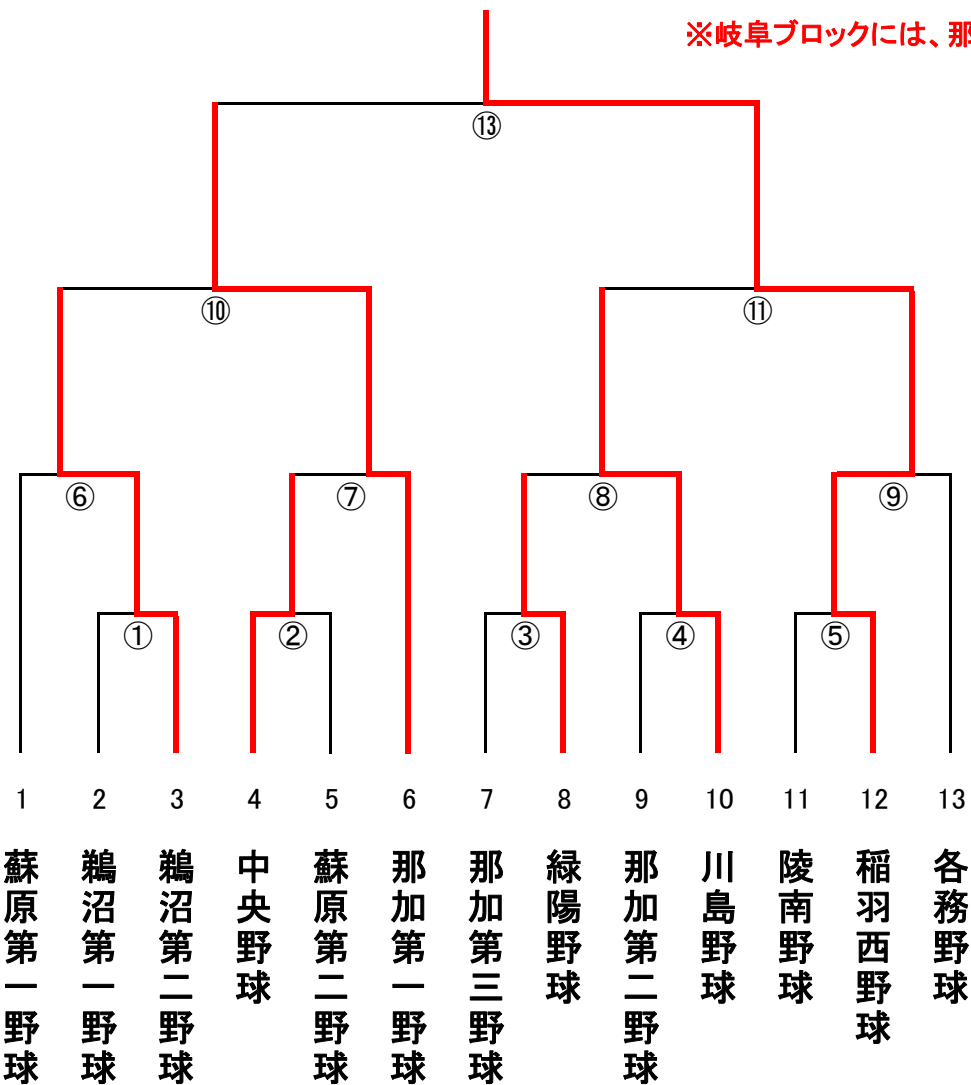 ※岐阜ブロックには、那
⑬
⑩
⑪
⑥
⑦
⑧
⑨
①
②
③
④
⑤
1 2 3 4 5 6 7 8 9 10 11 12 13
蘇原第一野球
鵜沼第一野球
鵜沼第二野球
中央野球
蘇原第二野球
那加第一野球
那加第三野球
緑陽野球
那加第二野球
川島野球
陵南野球
稲羽西野球
各務野球